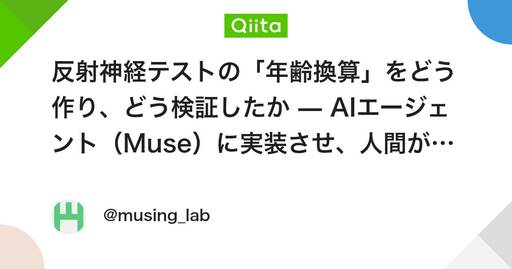 Qiita
反射神経テストの「年齢換算」をどう
作り、どう検証したか — AIエージェ
ント（Muse）に実装させ、人間が…
@musing_lab